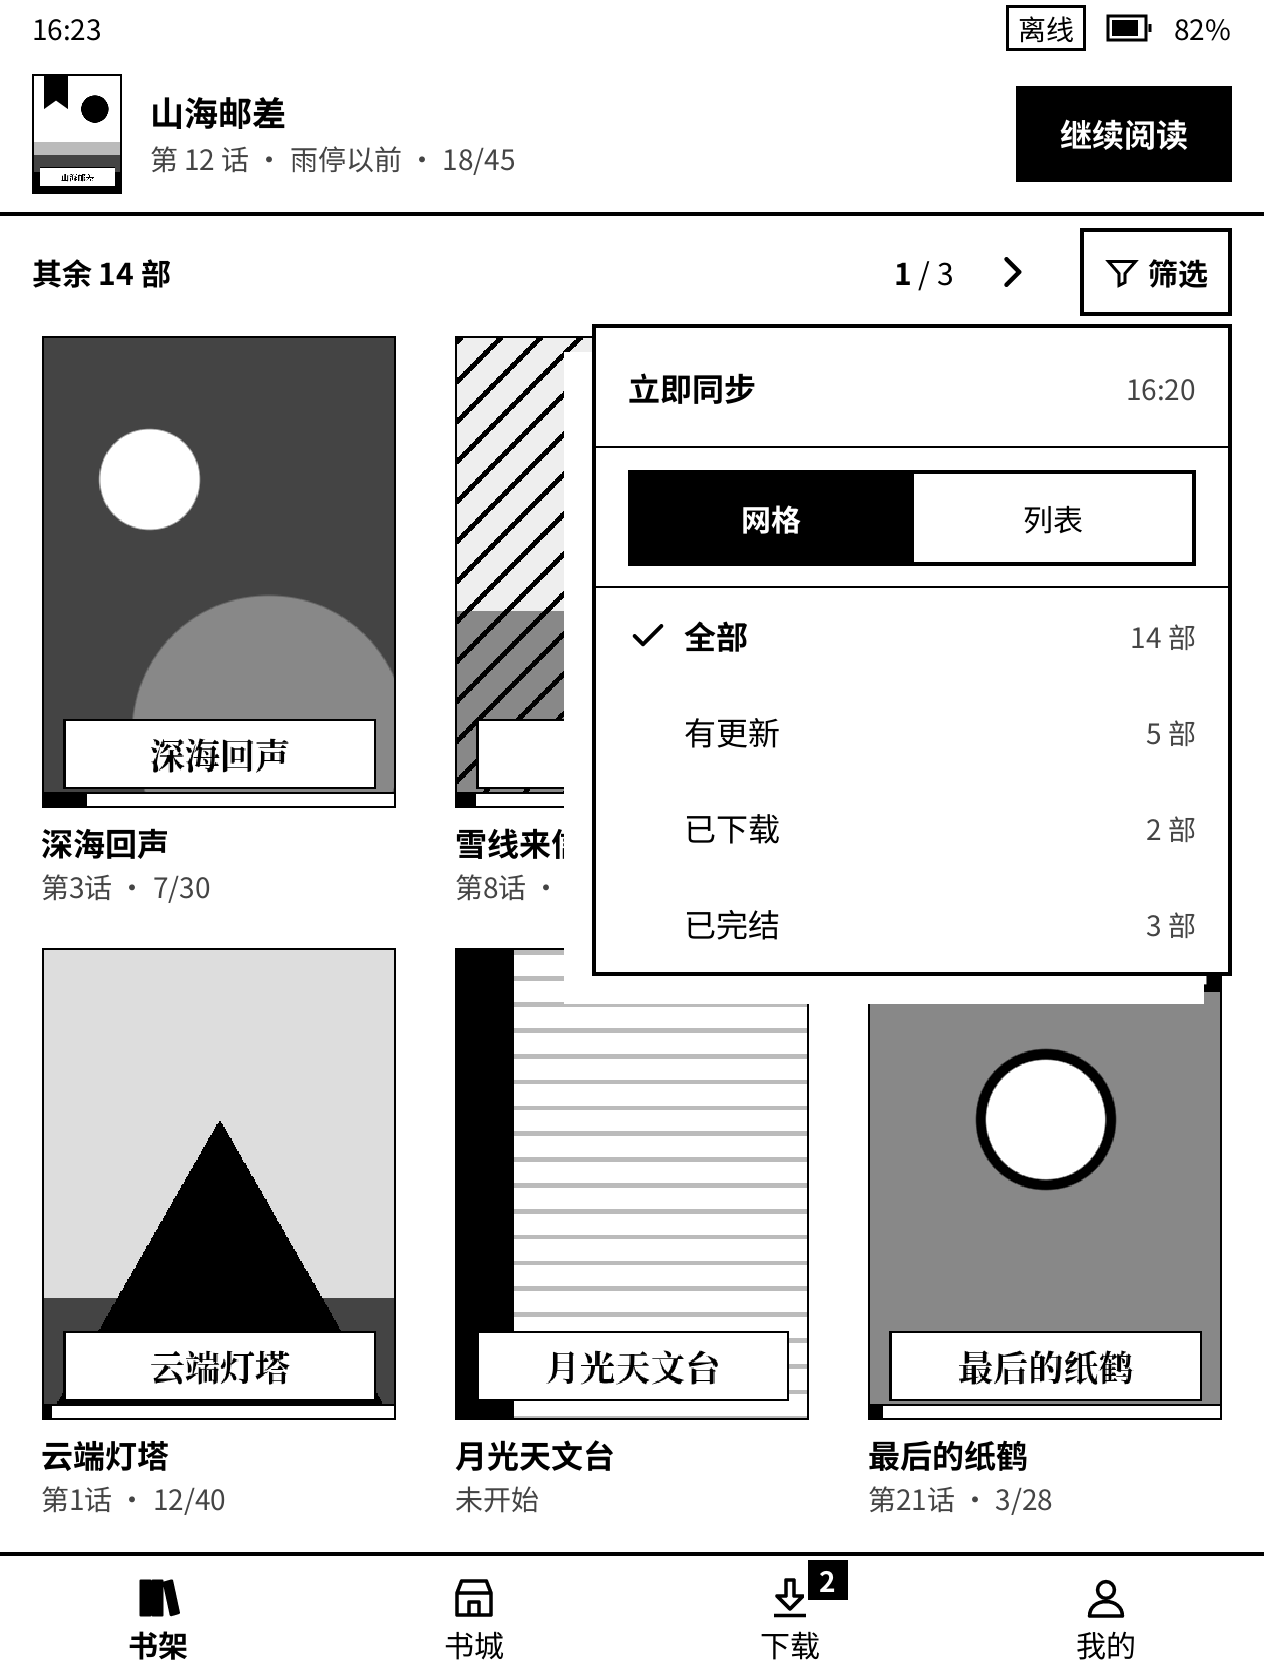 16:23
离线
82%
山海邮差
山海邮差
第 12 话 · 雨停以前 · 18/45
继续阅读
其余 14 部
1 / 3
筛选
立即同步
16:20
网格
列表
全部
14 部
有更新
5 部
已下载
2 部
已完结
3 部
深海回声
深海回声
第3话 · 7/30
雪线来信
第8话 ·
云端灯塔
月光天文台
最后的纸鹤
云端灯塔
第1话 · 12/40
月光天文台
未开始
最后的纸鹤
第21话 · 3/28
书架
书城
2
下载
我的